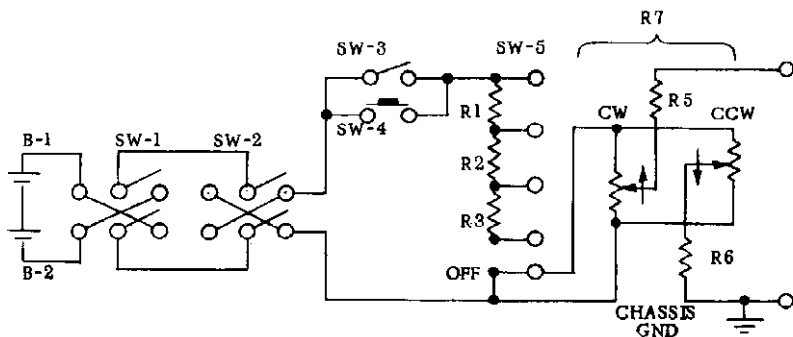 R7
SW-3
SW-5
R1
R5
CW
CCW
SW-4
B-1
SW-1
SW-2
R2
R3
R6
B-2
OFF
CHASSIS
GND